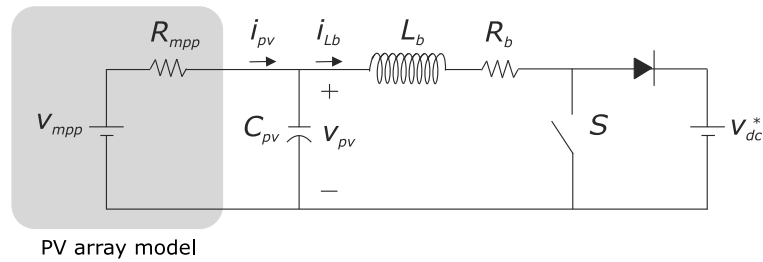 R_mpp
i_pv
i_Lb
L_b
R_b
+
V_mpp
C_pv
v_pv
S
V_dc*
−
PV array model